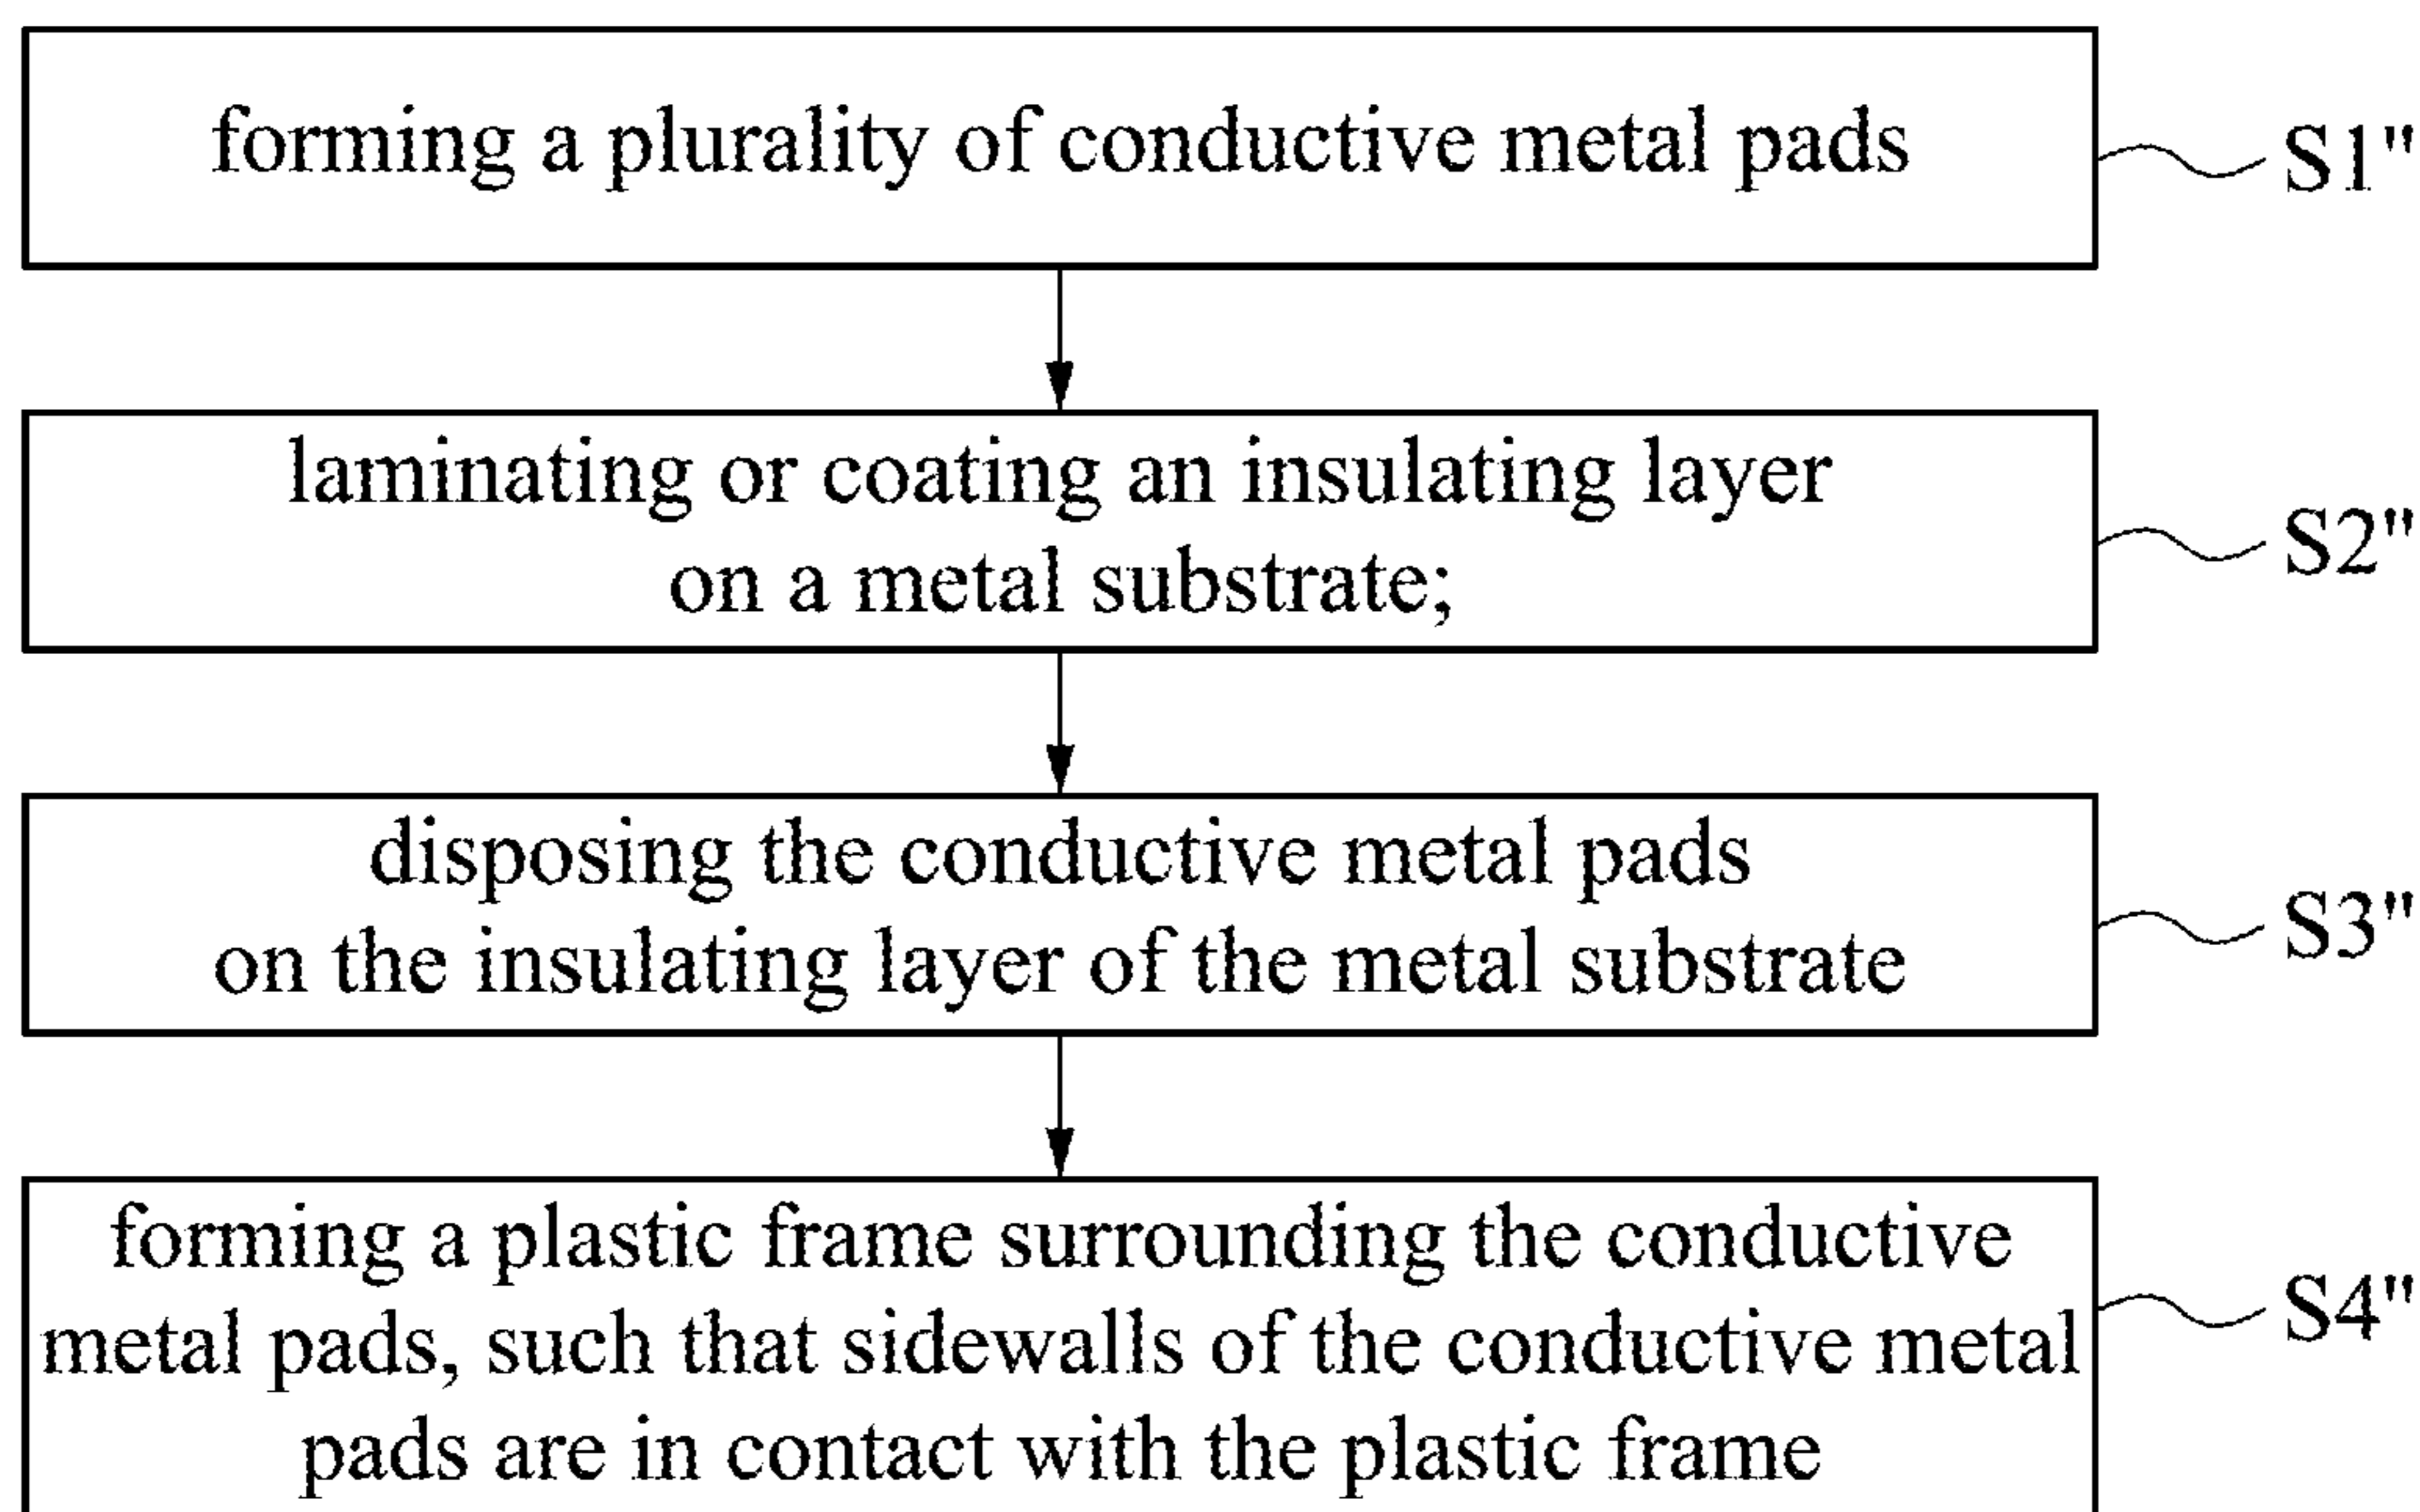 forming a plurality of conductive metal pads
S1"
laminating or coating an insulating layer
on a metal substrate;
S2"
disposing the conductive metal pads
on the insulating layer of the metal substrate
S3"
forming a plastic frame surrounding the conductive
metal pads, such that sidewalls of the conductive metal
pads are in contact with the plastic frame
S4"